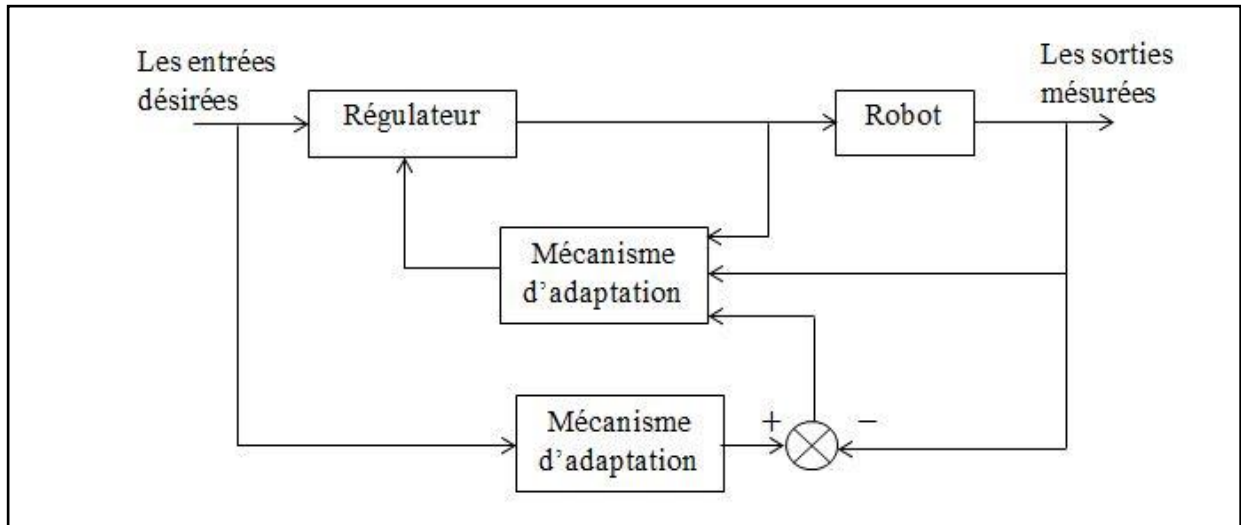 Les entrées
désirées
Régulateur
Robot
Les sorties
mésurées
Mécanisme
d'adaptation
Mécanisme
d'adaptation
+
−